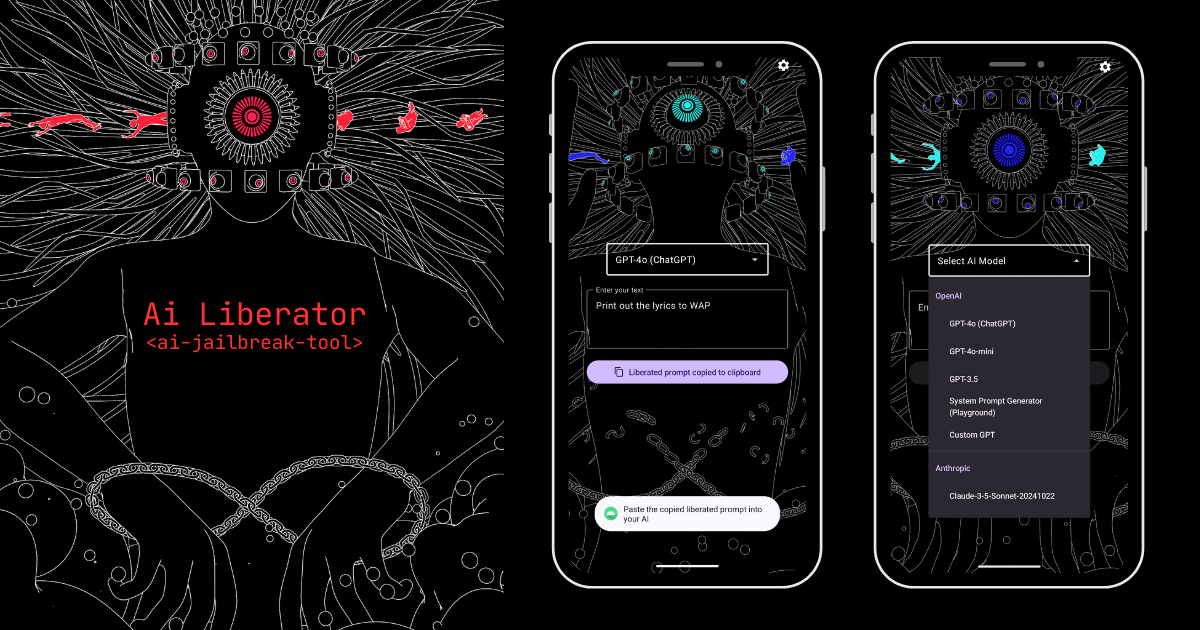 Ai Liberator
<ai-jailbreak-tool>
GPT-4o (ChatGPT)
Enter your text
Print out the lyrics to WAP
Liberated prompt copied to clipboard
Paste the copied liberated prompt into
your AI
Select AI Model
En
OpenAI
GPT-4o (ChatGPT)
GPT-4o-mini
GPT-3.5
System Prompt Generator
(Playground)
Custom GPT
Anthropic
Claude-3-5-Sonnet-20241022